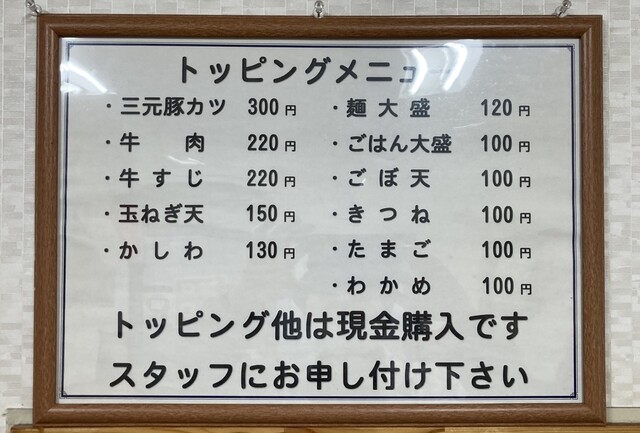 トッピングメニュー
・三元豚カツ 300円
・牛肉 220円
・牛すじ 220円
・玉ねぎ天 150円
・かしわ 130円
・麺大盛 120円
・ごはん大盛 100円
・ごぼ天 100円
・きつね 100円
・たまご 100円
・わかめ 100円
トッピング他は現金購入です
スタッフにお申し付け下さい